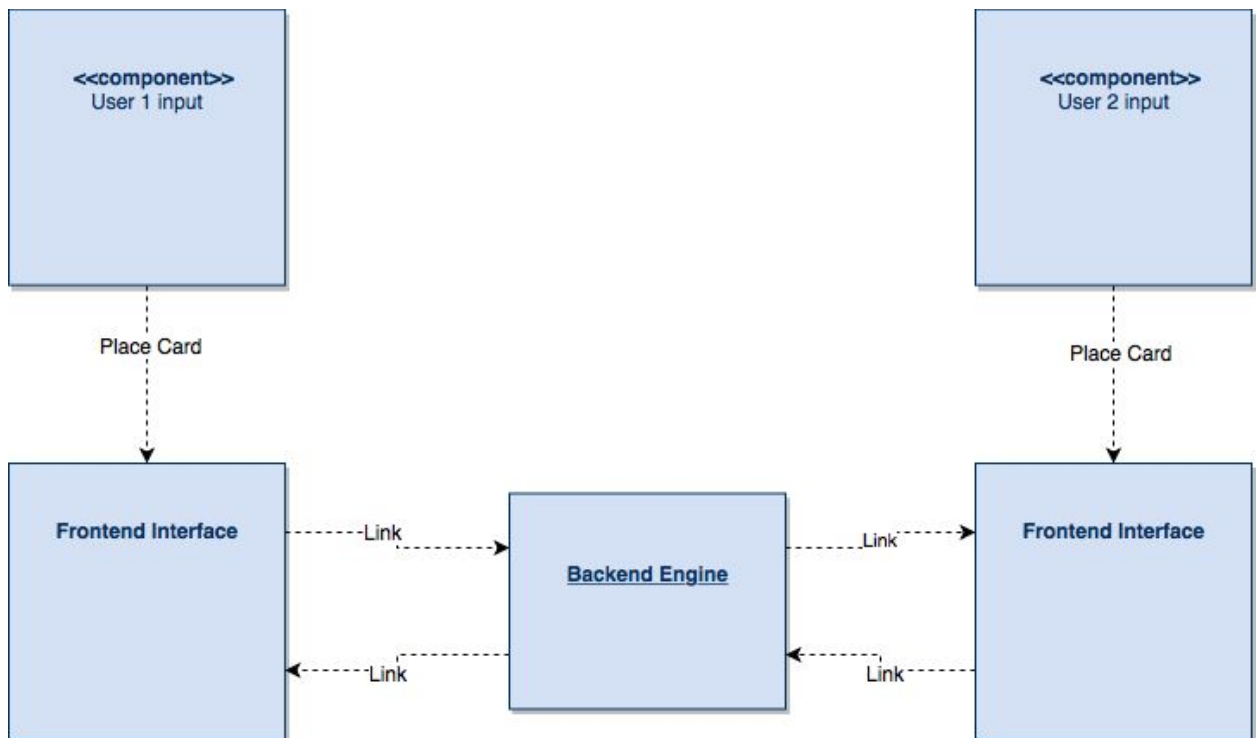 <<component>>
User 1 input
<<component>>
User 2 input
Place Card
Place Card
Frontend Interface
Link
Backend Engine
Link
Frontend Interface
Link
Link